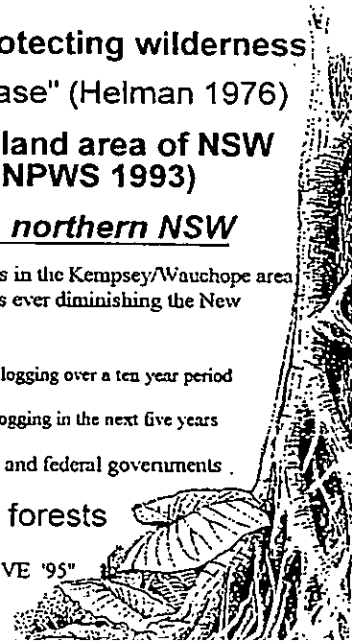 otecting wilderness
ase" (Helman 1976)
land area of NSW
NPWS 1993)
northern NSW
s in the Kempsey/Wauchope area
s ever diminishing the New
logging over a ten year period
ogging in the next five years
and federal governments .
forests
VE '95"